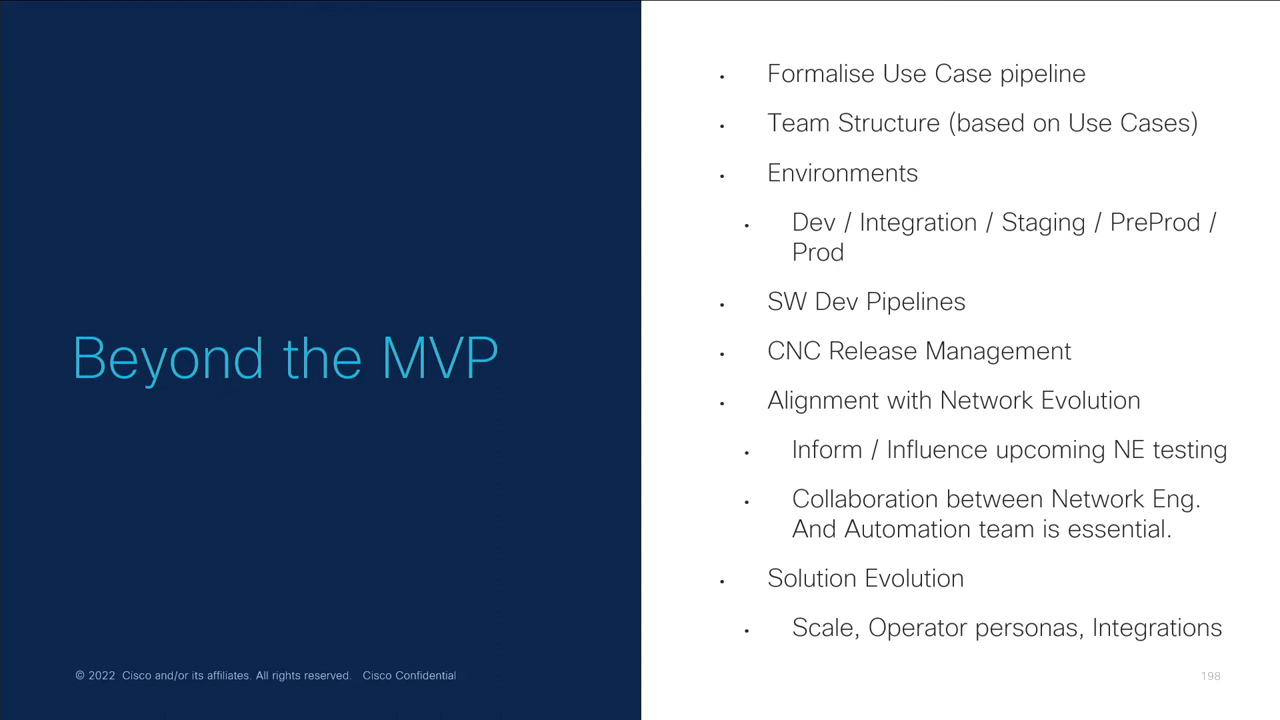 Beyond the MVP
• Formalise Use Case pipeline
• Team Structure (based on Use Cases)
• Environments
• Dev / Integration / Staging / PreProd /
Prod
• SW Dev Pipelines
• CNC Release Management
• Alignment with Network Evolution
• Inform / Influence upcoming NE testing
• Collaboration between Network Eng.
And Automation team is essential.
• Solution Evolution
• Scale, Operator personas, Integrations
© 2022 Cisco and/or its affiliates. All rights reserved. Cisco Confidential
198